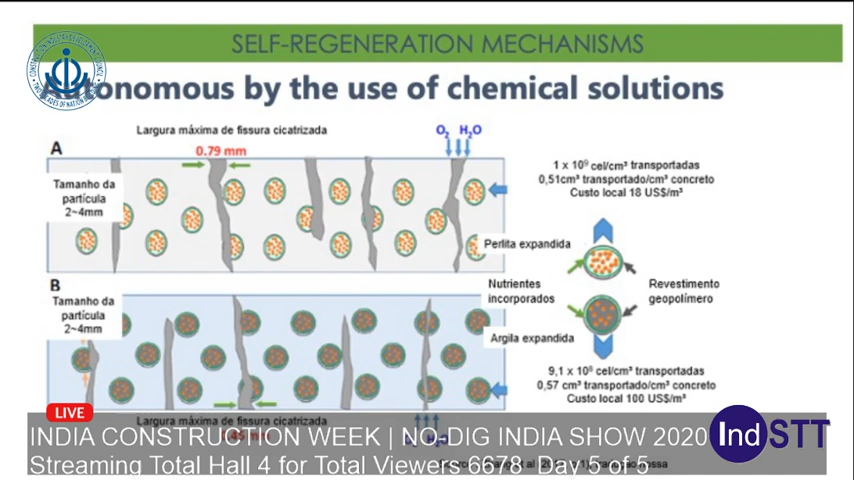 SELF-REGENERATION MECHANISMS
Autonomous by the use of chemical solutions
Largura máxima de fissura cicatrizada
0.79 mm
O₂ H₂O
A
Tamanho da
partícula
2~4mm
1 x 10⁹ cel/cm³ transportadas
0,51cm³ transportado/cm³ concreto
Custo local 18 US$/m³
Perlita expandida
Nutrientes
incorporados
Revestimento
geopolímero
B
Tamanho da
partícula
2~4mm
Argila expandida
9,1 x 10⁸ cel/cm³ transportadas
0,57 cm³ transportado/cm³ concreto
Custo local 100 US$/m³
LIVE
Largura máxima de fissura cicatrizada
INDIA CONSTRUCTION WEEK | NO-DIG INDIA SHOW 2020
Streaming Total Hall 4 for Total Viewers 6678 Day 5 of 5
IndSTT